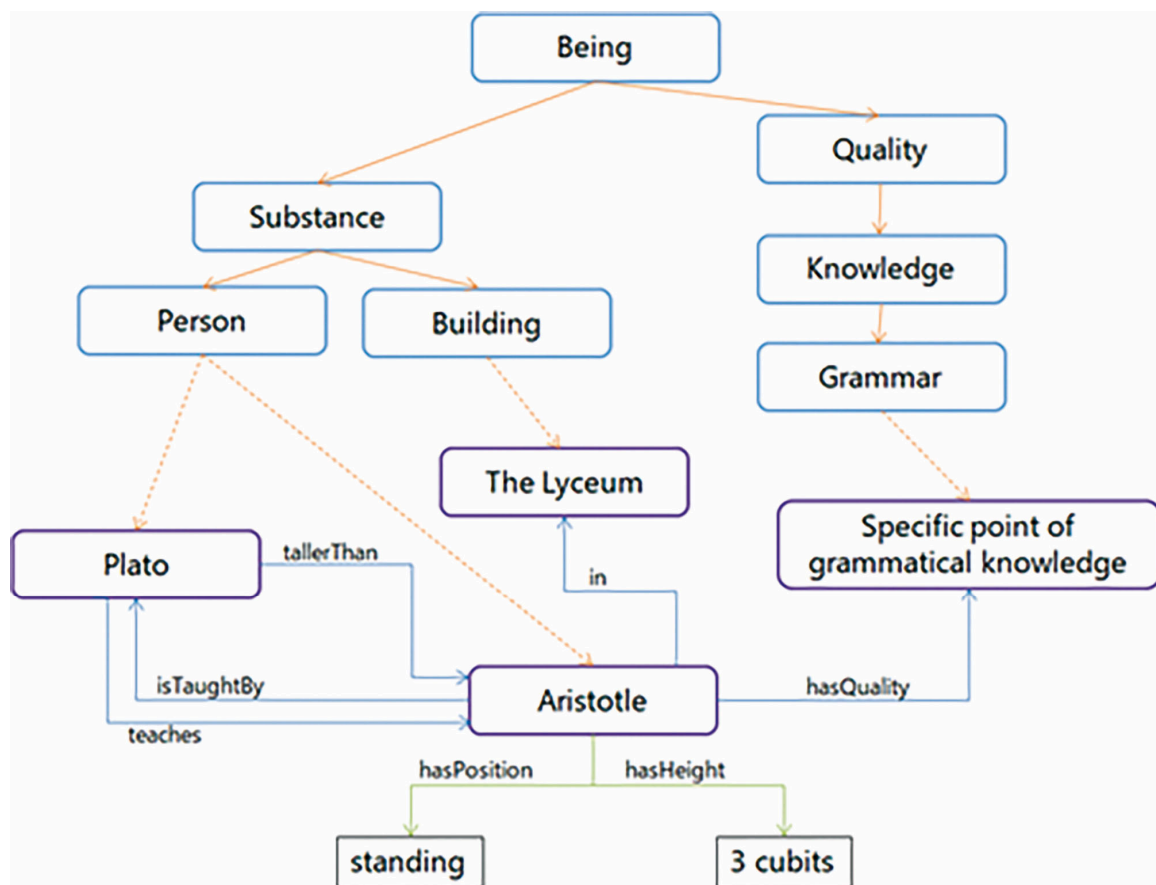 Being
Quality
Substance
Knowledge
Person
Building
Grammar
The Lyceum
Specific point of
grammatical knowledge
Plato
tallerThan
in
isTaughtBy
Aristotle
hasQuality
teaches
hasPosition
hasHeight
standing
3 cubits